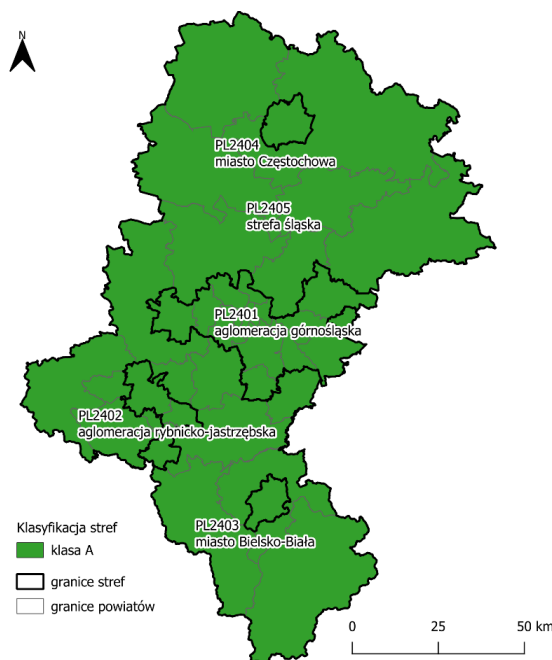 N
PL2404
miasto Częstochowa
PL2405
strefa śląska
PL2401
aglomeracja górnośląska
PL2402
aglomeracja rybnicko-jastrzębska
PL2403
miasto Bielsko-Biała
Klasyfikacja stref
klasa A
granice stref
granice powiatów
0 25 50 km